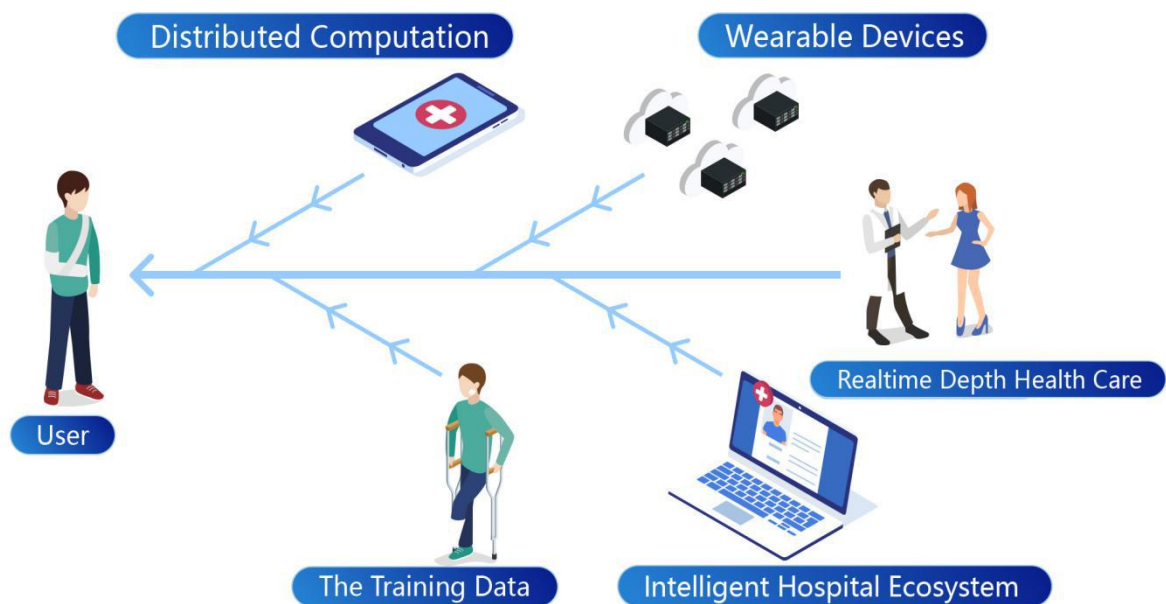 Distributed Computation
Wearable Devices
Realtime Depth Health Care
User
The Training Data
Intelligent Hospital Ecosystem